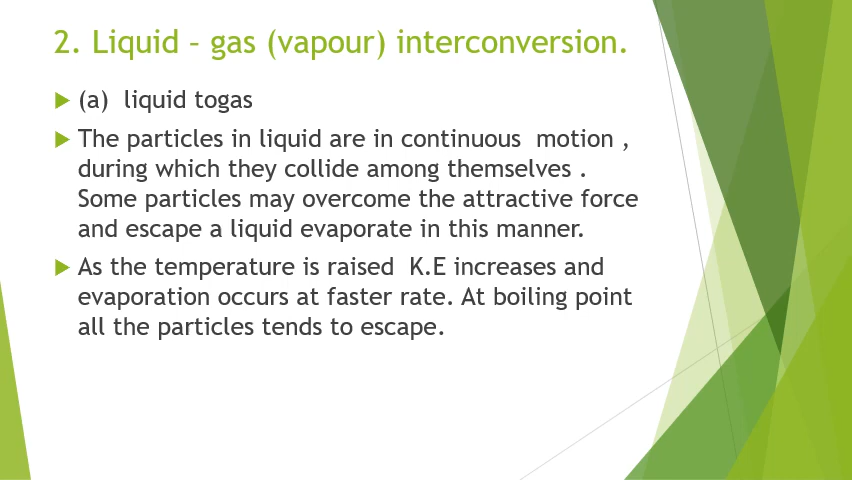 2. Liquid – gas (vapour) interconversion.
(a) liquid togas
The particles in liquid are in continuous motion ,
during which they collide among themselves .
Some particles may overcome the attractive force
and escape a liquid evaporate in this manner.
As the temperature is raised K.E increases and
evaporation occurs at faster rate. At boiling point
all the particles tends to escape.